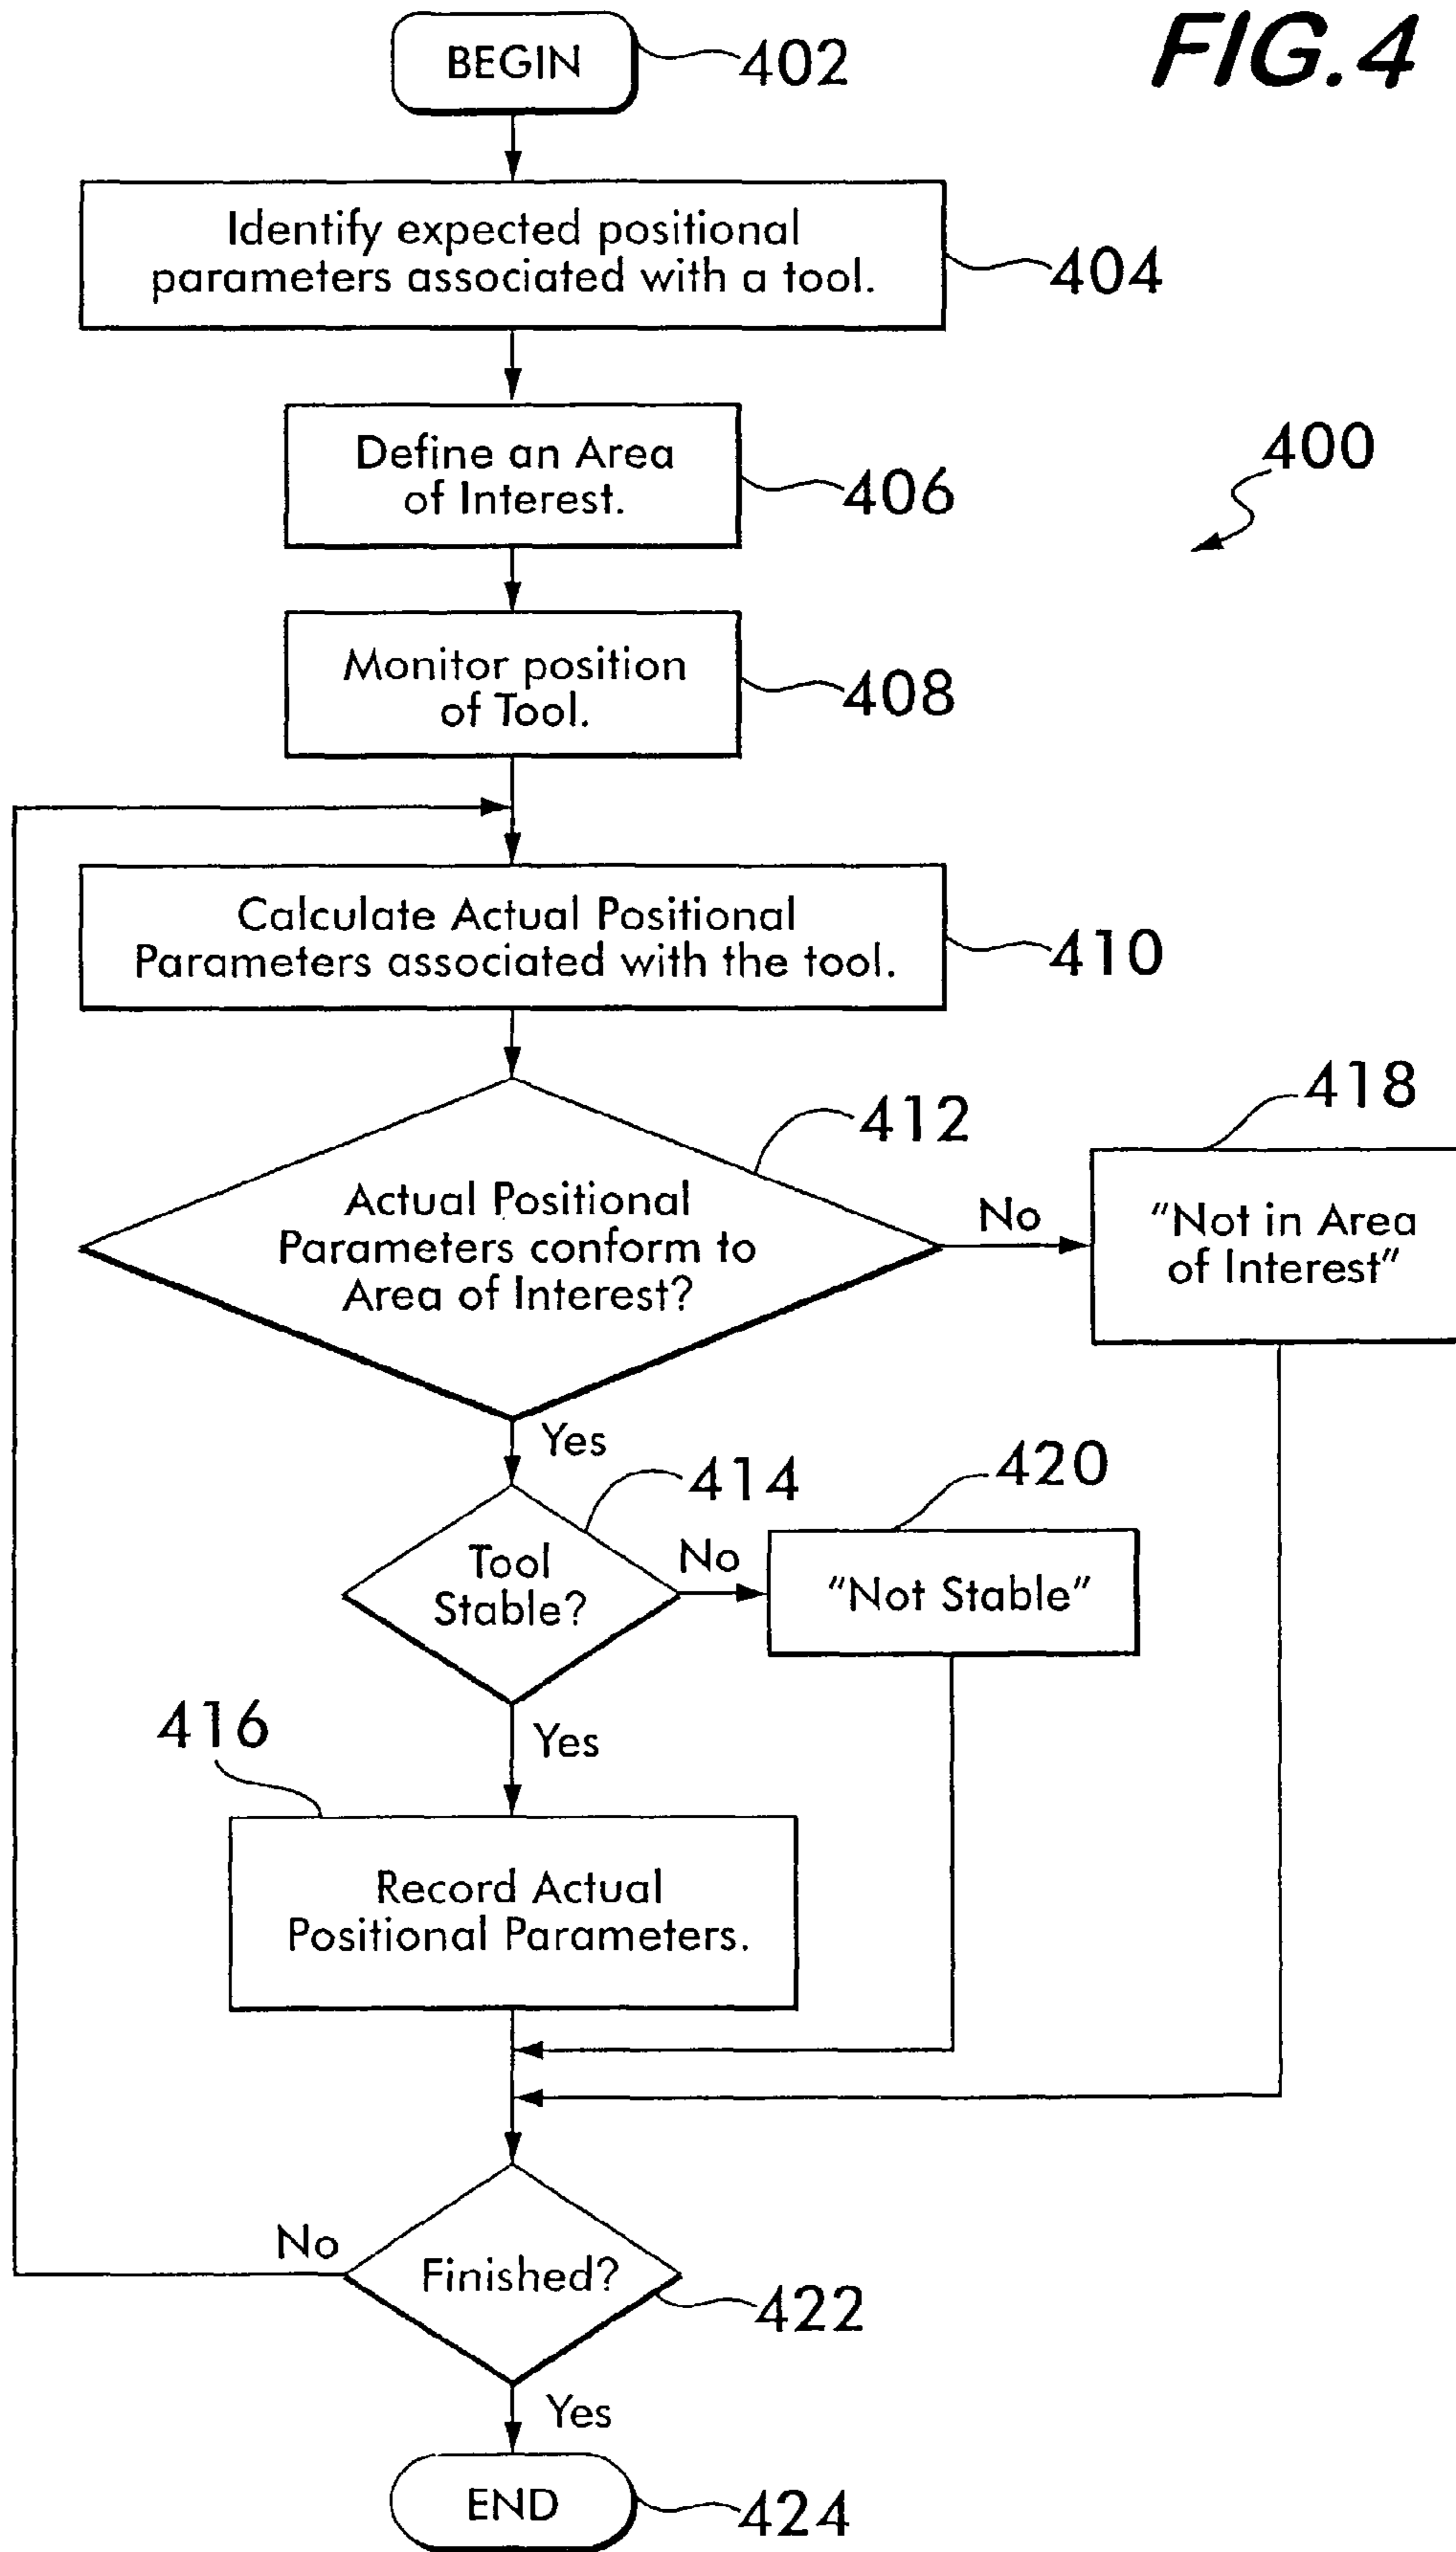 FIG.4
BEGIN
402
Identify expected positional
parameters associated with a tool.
404
400
Define an Area
of Interest.
406
Monitor position
of Tool.
408
Calculate Actual Positional
Parameters associated with the tool.
410
412
418
Actual Positional
Parameters conform to
Area of Interest?
No
"Not in Area
of Interest"
Yes
414
420
Tool
Stable?
No
"Not Stable"
416
Yes
Record Actual
Positional Parameters.
No
Finished?
422
Yes
END
424